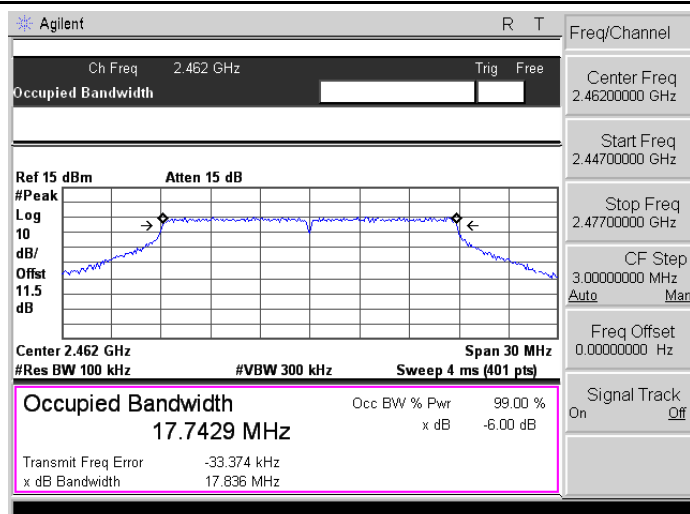 Agilent R T
Freq/Channel
Ch Freq 2.462 GHz Trig Free
Occupied Bandwidth
Center Freq
2.46200000 GHz
Start Freq
2.44700000 GHz
Ref 15 dBm Atten 15 dB
#Peak
Log
10
dB/
Offst
11.5
dB
Stop Freq
2.47700000 GHz
CF Step
3.00000000 MHz
Auto Man
Center 2.462 GHz Span 30 MHz
#Res BW 100 kHz #VBW 300 kHz Sweep 4 ms (401 pts)
Freq Offset
0.00000000 Hz
Occupied Bandwidth
17.7429 MHz
Occ BW % Pwr 99.00 %
x dB -6.00 dB
Transmit Freq Error -33.374 kHz
x dB Bandwidth 17.836 MHz
Signal Track
On Off